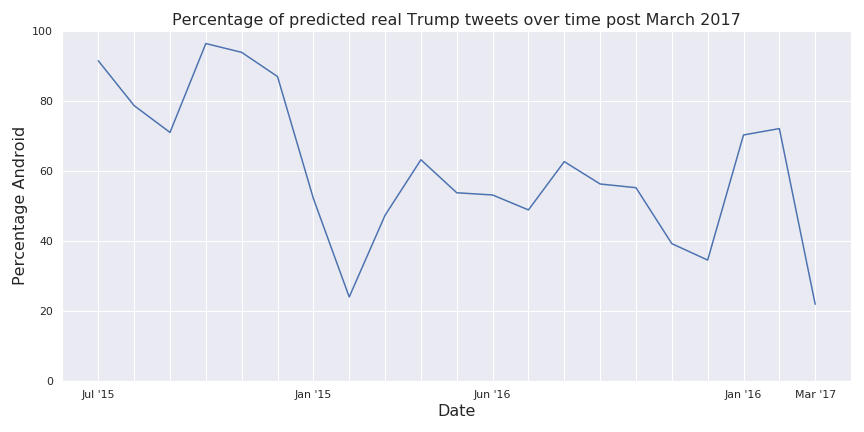 Percentage of predicted real Trump tweets over time post March 2017
Percentage Android
100
80
60
40
20
0
Jul '15 Jan '15 Jun '16 Jan '16 Mar '17
Date